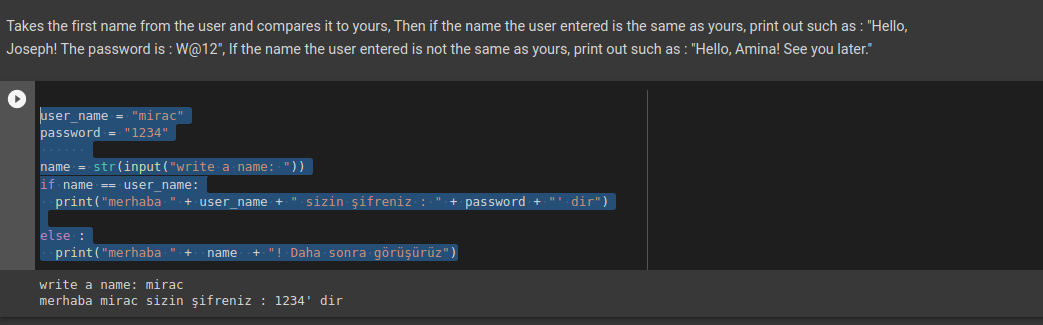 Takes the first name from the user and compares it to yours, Then if the name the user entered is the same as yours, print out such as : "Hello,
Joseph! The password is : W@12", If the name the user entered is not the same as yours, print out such as : "Hello, Amina! See you later."
user_name = "mirac"
password = "1234"
name = str(input("write a name: "))
if name == user_name:
  print("merhaba " + user_name + " sizin şifreniz : " + password + "' dir")
else :
  print("merhaba " +  name  + "! Daha sonra görüşürüz")
write a name: mirac
merhaba mirac sizin şifreniz : 1234' dir